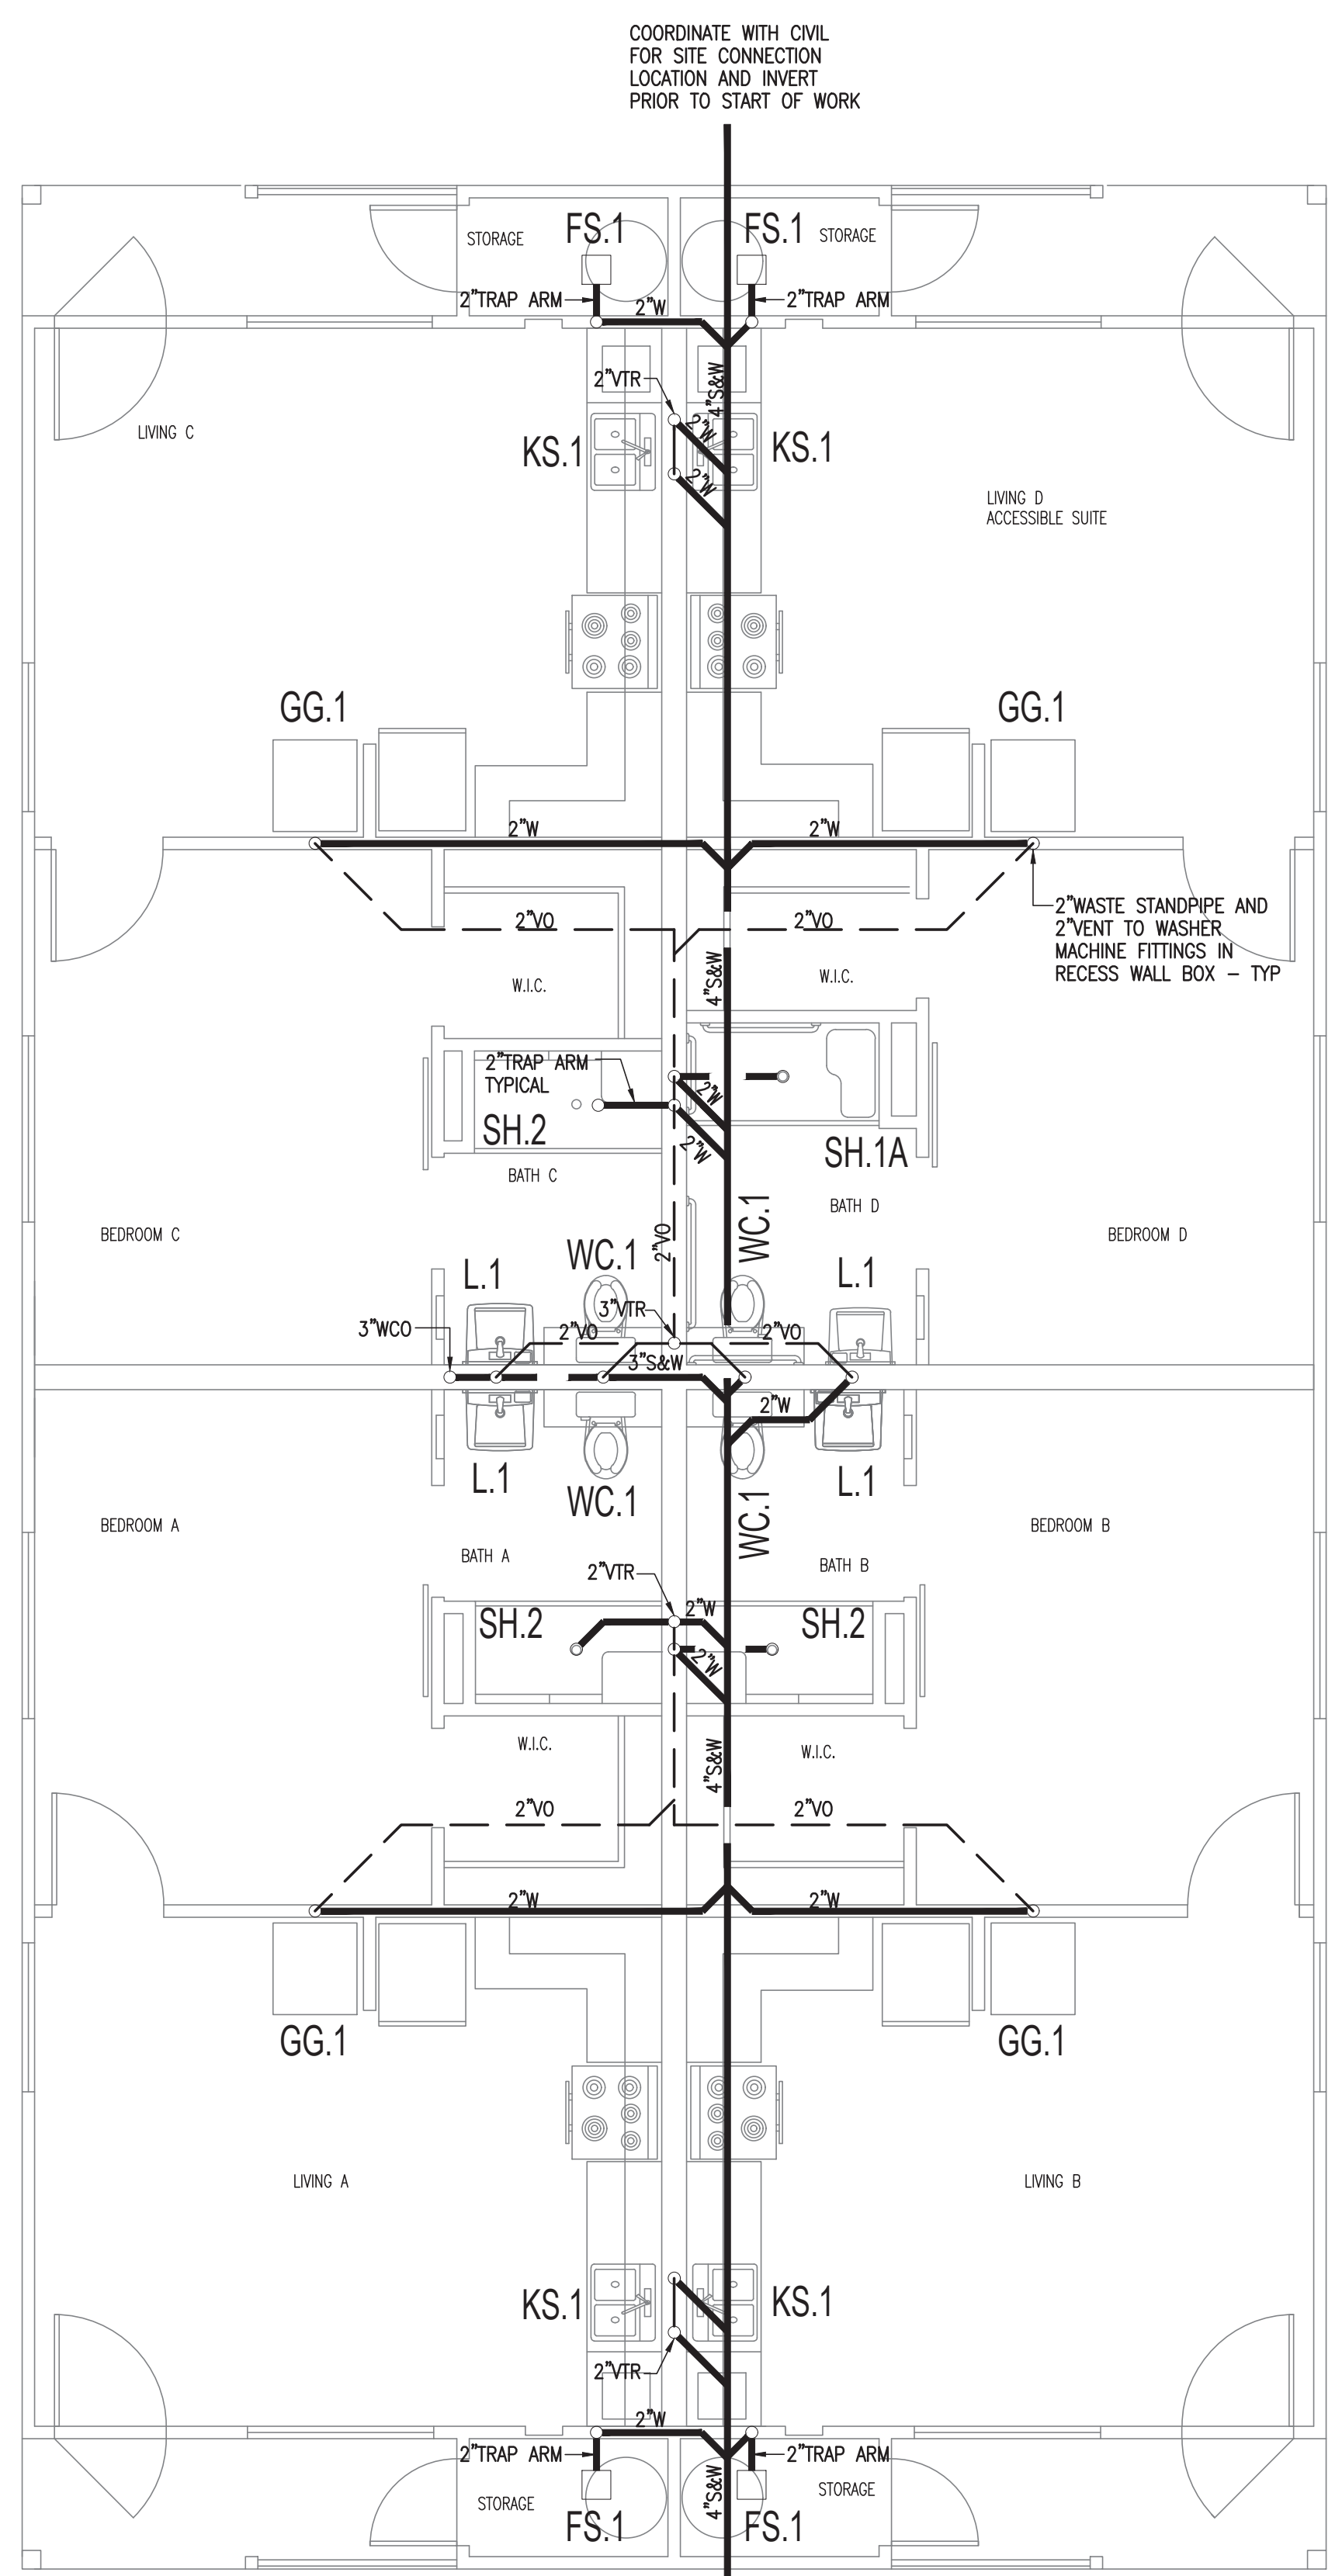 COORDINATE WITH CIVIL
FOR SITE CONNECTION
LOCATION AND INVERT
PRIOR TO START OF WORK
FS.1
FS.1
STORAGE
STORAGE
2"TRAP ARM
2"W
2"TRAP ARM
2"VTR
4"S&W
2"W
LIVING C
KS.1
KS.1
2"W
LIVING D
ACCESSIBLE SUITE
GG.1
GG.1
2"W
2"W
2"VO
2"VO
2"WASTE STANDPIPE AND
2"VENT TO WASHER
MACHINE FITTINGS IN
RECESS WALL BOX – TYP
W.I.C.
4"S&W
W.I.C.
2"TRAP ARM
TYPICAL
2"W
SH.2
2"W
SH.1A
BATH C
BATH D
BEDROOM C
2"VO
WC.1
BEDROOM D
WC.1
L.1
L.1
3"VTR
3"WCO
2"VO
2"VO
3"S&W
2"W
L.1
WC.1
WC.1
L.1
BEDROOM A
BEDROOM B
BATH A
BATH B
2"VTR
2"W
SH.2
SH.2
2"W
W.I.C.
4"S&W
W.I.C.
2"VO
2"VO
2"W
2"W
GG.1
GG.1
LIVING A
LIVING B
KS.1
KS.1
2"VTR
2"W
2"TRAP ARM
2"TRAP ARM
4"S&W
STORAGE
STORAGE
FS.1
FS.1